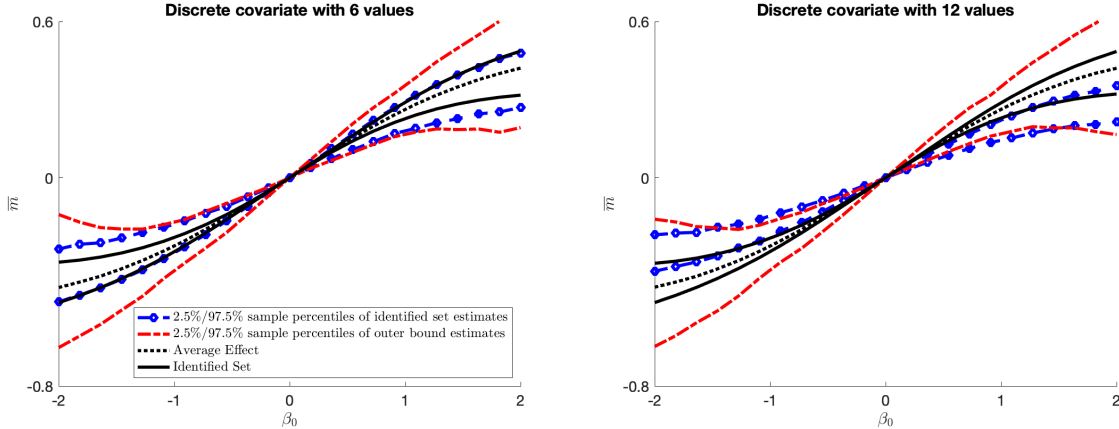 Discrete covariate with 6 values
0.6
0
-0.8
m̅
-2
-1
0
1
2
β₀
2.5%/97.5% sample percentiles of identified set estimates
2.5%/97.5% sample percentiles of outer bound estimates
Average Effect
Identified Set
Discrete covariate with 12 values
0.6
0
-0.8
m̅
-2
-1
0
1
2
β₀